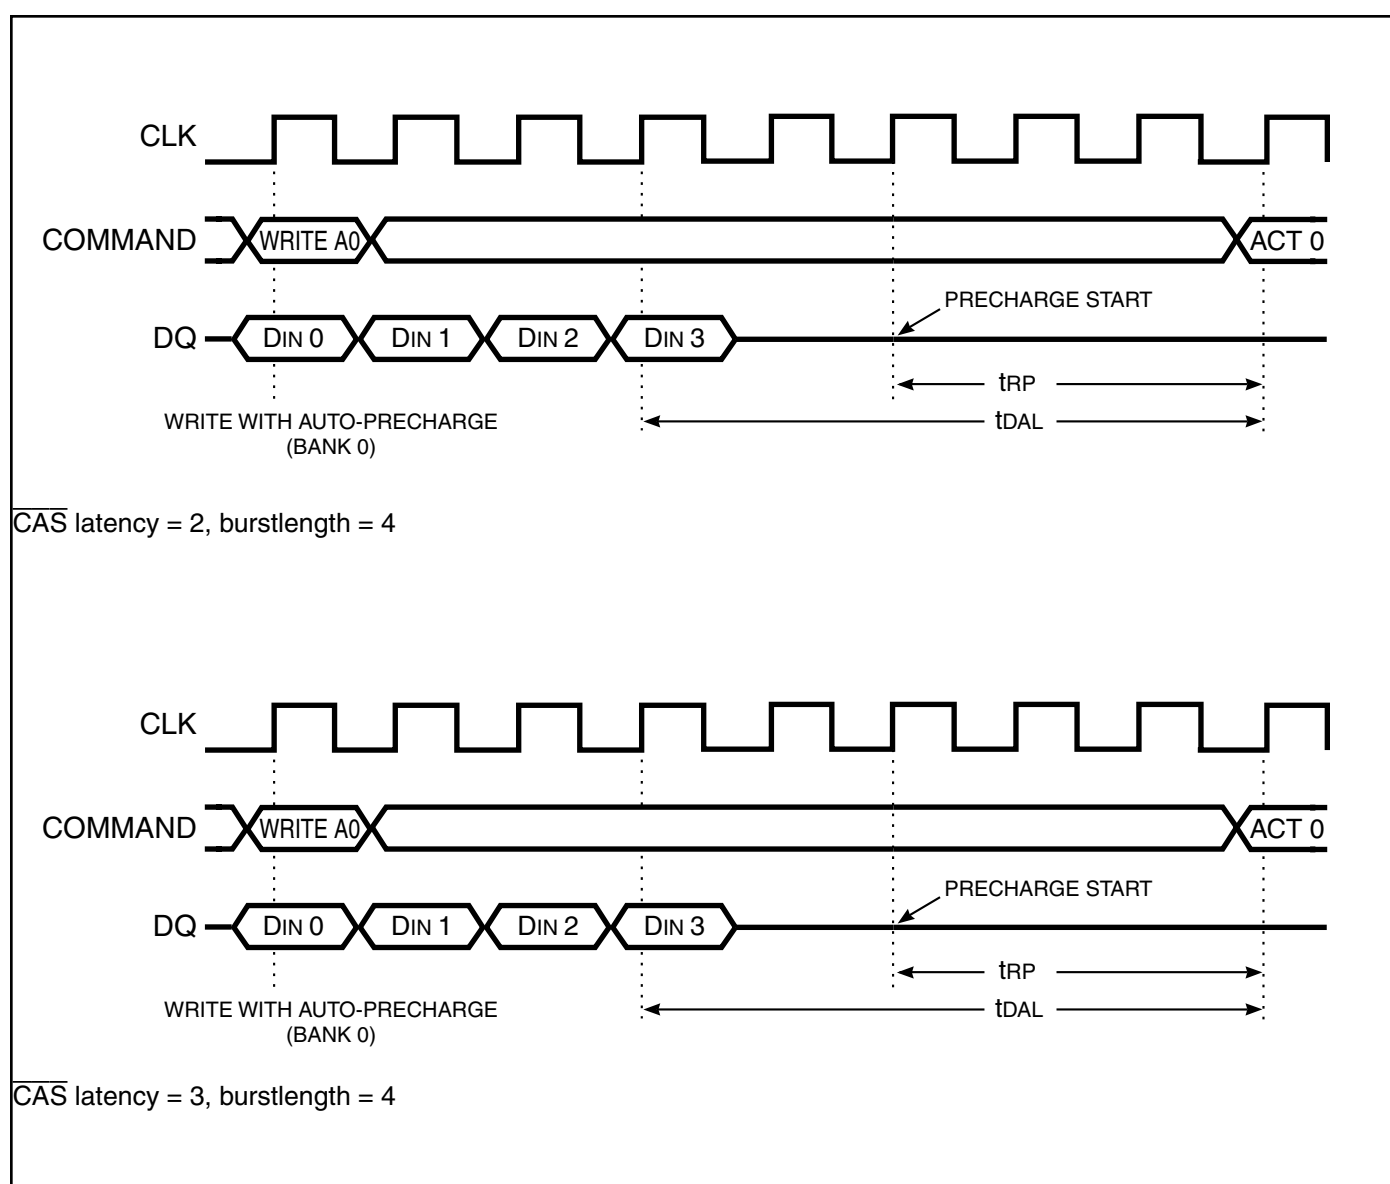 CLK
COMMAND WRITE A0 ACT 0
PRECHARGE START
DQ DIN 0 DIN 1 DIN 2 DIN 3
tRP
WRITE WITH AUTO-PRECHARGE tDAL
(BANK 0)
CAS latency = 2, burstlength = 4
CLK
COMMAND WRITE A0 ACT 0
PRECHARGE START
DQ DIN 0 DIN 1 DIN 2 DIN 3
tRP
WRITE WITH AUTO-PRECHARGE tDAL
(BANK 0)
CAS latency = 3, burstlength = 4